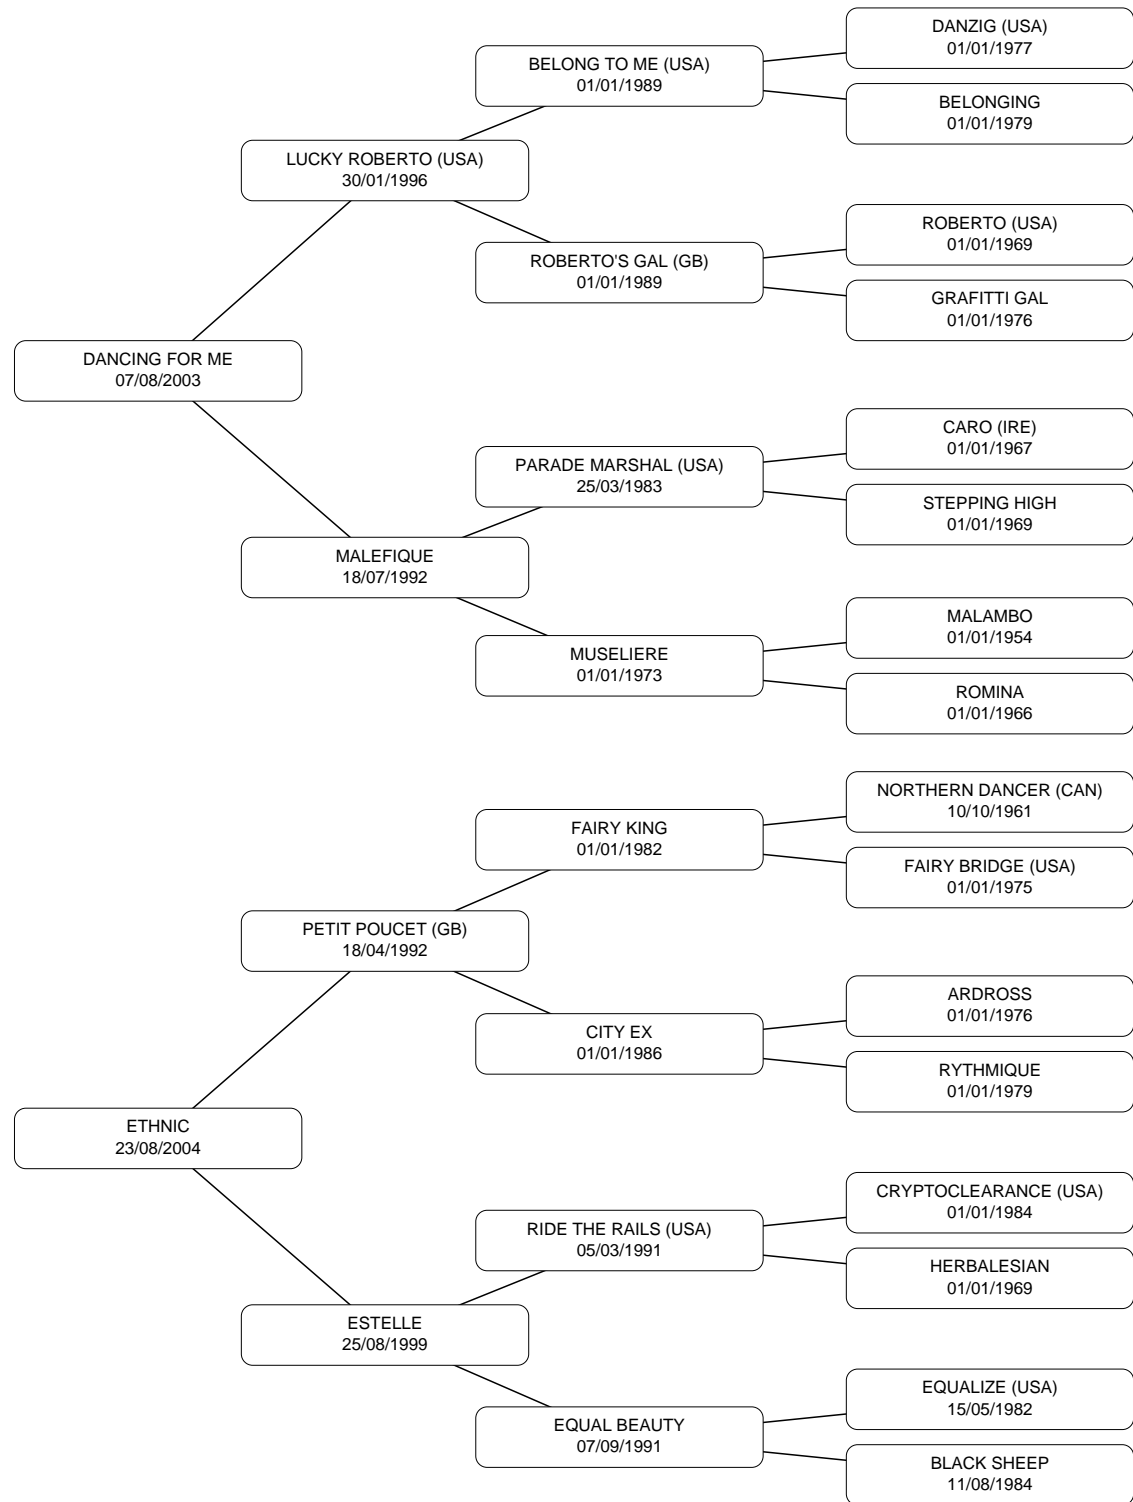 DANZIG (USA)
01/01/1977
BELONG TO ME (USA)
01/01/1989
BELONGING
01/01/1979
LUCKY ROBERTO (USA)
30/01/1996
ROBERTO (USA)
01/01/1969
ROBERTO'S GAL (GB)
01/01/1989
GRAFITTI GAL
01/01/1976
DANCING FOR ME
07/08/2003
CARO (IRE)
01/01/1967
PARADE MARSHAL (USA)
25/03/1983
STEPPING HIGH
01/01/1969
MALEFIQUE
18/07/1992
MALAMBO
01/01/1954
MUSELIERE
01/01/1973
ROMINA
01/01/1966
NORTHERN DANCER (CAN)
10/10/1961
FAIRY KING
01/01/1982
FAIRY BRIDGE (USA)
01/01/1975
PETIT POUCET (GB)
18/04/1992
ARDROSS
01/01/1976
CITY EX
01/01/1986
RYTHMIQUE
01/01/1979
ETHNIC
23/08/2004
CRYPTOCLEARANCE (USA)
01/01/1984
RIDE THE RAILS (USA)
05/03/1991
HERBALESIAN
01/01/1969
ESTELLE
25/08/1999
EQUALIZE (USA)
15/05/1982
EQUAL BEAUTY
07/09/1991
BLACK SHEEP
11/08/1984